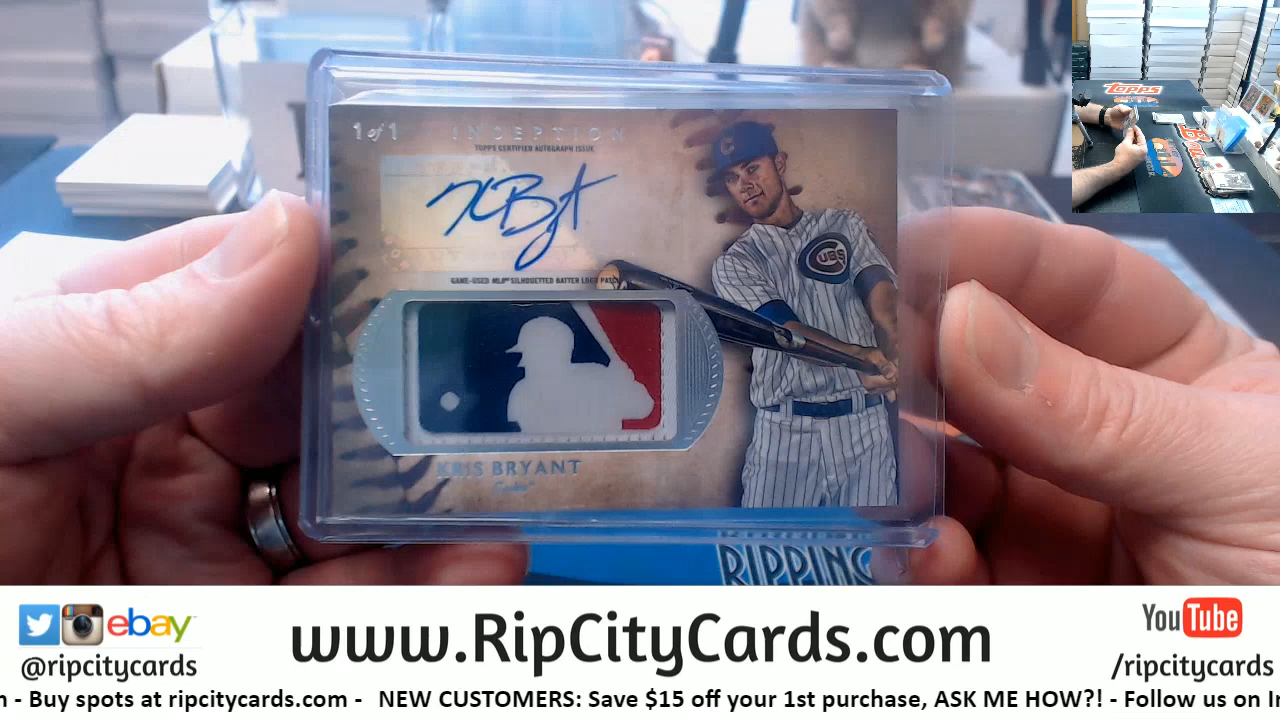 1 of 1 INCEPTION
TOPPS CERTIFIED AUTOGRAPH ISSUE
GAME-USED MLB® SILHOUETTED BATTER LOGO PATCH
CUBS
KRIS BRYANT
RIPPING
Topps
ebay
@ripcitycards
www.RipCityCards.com
YouTube
/ripcitycards
- Buy spots at ripcitycards.com - NEW CUSTOMERS: Save $15 off your 1st purchase, ASK ME HOW?! - Follow us on